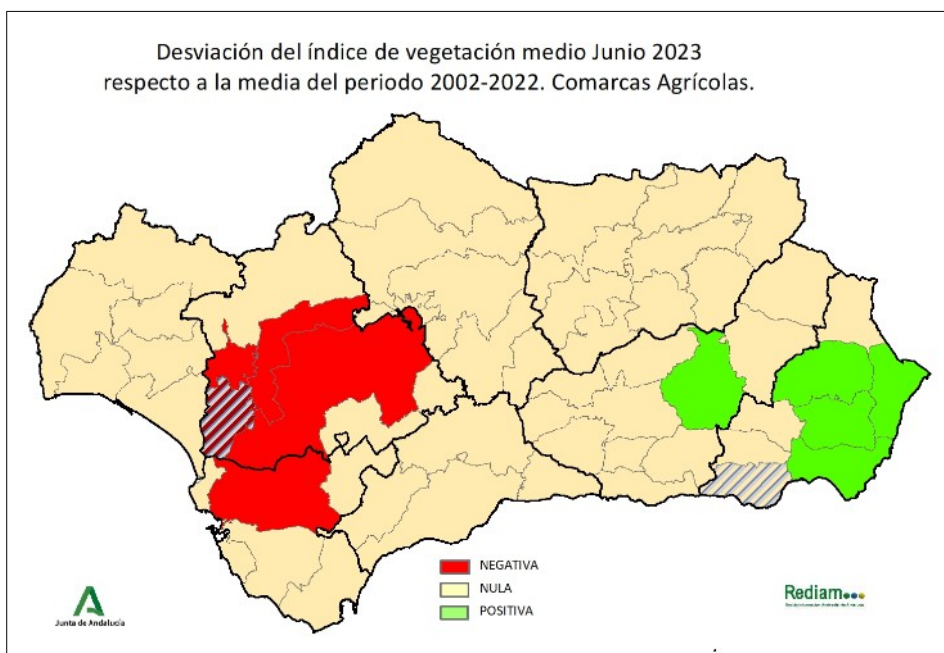 Desviación del índice de vegetación medio Junio 2023
respecto a la media del periodo 2002-2022. Comarcas Agrícolas.
NEGATIVA
NULA
POSITIVA
Junta de Andalucía
Rediam